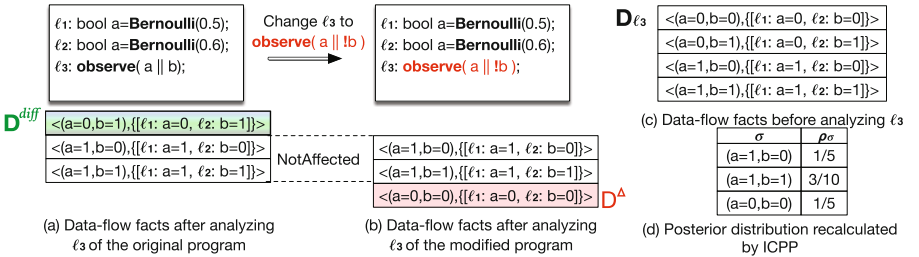 ℓ1: bool a=Bernoulli(0.5);
ℓ2: bool a=Bernoulli(0.6);
ℓ3: observe( a || b);
Change ℓ3 to
observe( a || !b )
ℓ1: bool a=Bernoulli(0.5);
ℓ2: bool a=Bernoulli(0.6);
ℓ3: observe( a || !b );
D diff
<(a=0,b=1),{[ℓ1: a=0, ℓ2: b=1]}>
<(a=1,b=0),{[ℓ1: a=1, ℓ2: b=0]}>
<(a=1,b=1),{[ℓ1: a=1, ℓ2: b=1]}>
NotAffected
<(a=1,b=0),{[ℓ1: a=1, ℓ2: b=0]}>
<(a=1,b=1),{[ℓ1: a=1, ℓ2: b=1]}>
<(a=0,b=0),{[ℓ1: a=0, ℓ2: b=0]}>
DΔ
(a) Data-flow facts after analyzing
ℓ3 of the original program
(b) Data-flow facts after analyzing
ℓ3 of the modified program
Dℓ3
<(a=0,b=0),{[ℓ1: a=0, ℓ2: b=0]}>
<(a=0,b=1),{[ℓ1: a=0, ℓ2: b=1]}>
<(a=1,b=0),{[ℓ1: a=1, ℓ2: b=0]}>
<(a=1,b=1),{[ℓ1: a=1, ℓ2: b=1]}>
(c) Data-flow facts before analyzing ℓ3
σ ρσ
(a=1,b=0) 1/5
(a=1,b=1) 3/10
(a=0,b=0) 1/5
(d) Posterior distribution recalculated
by ICPP